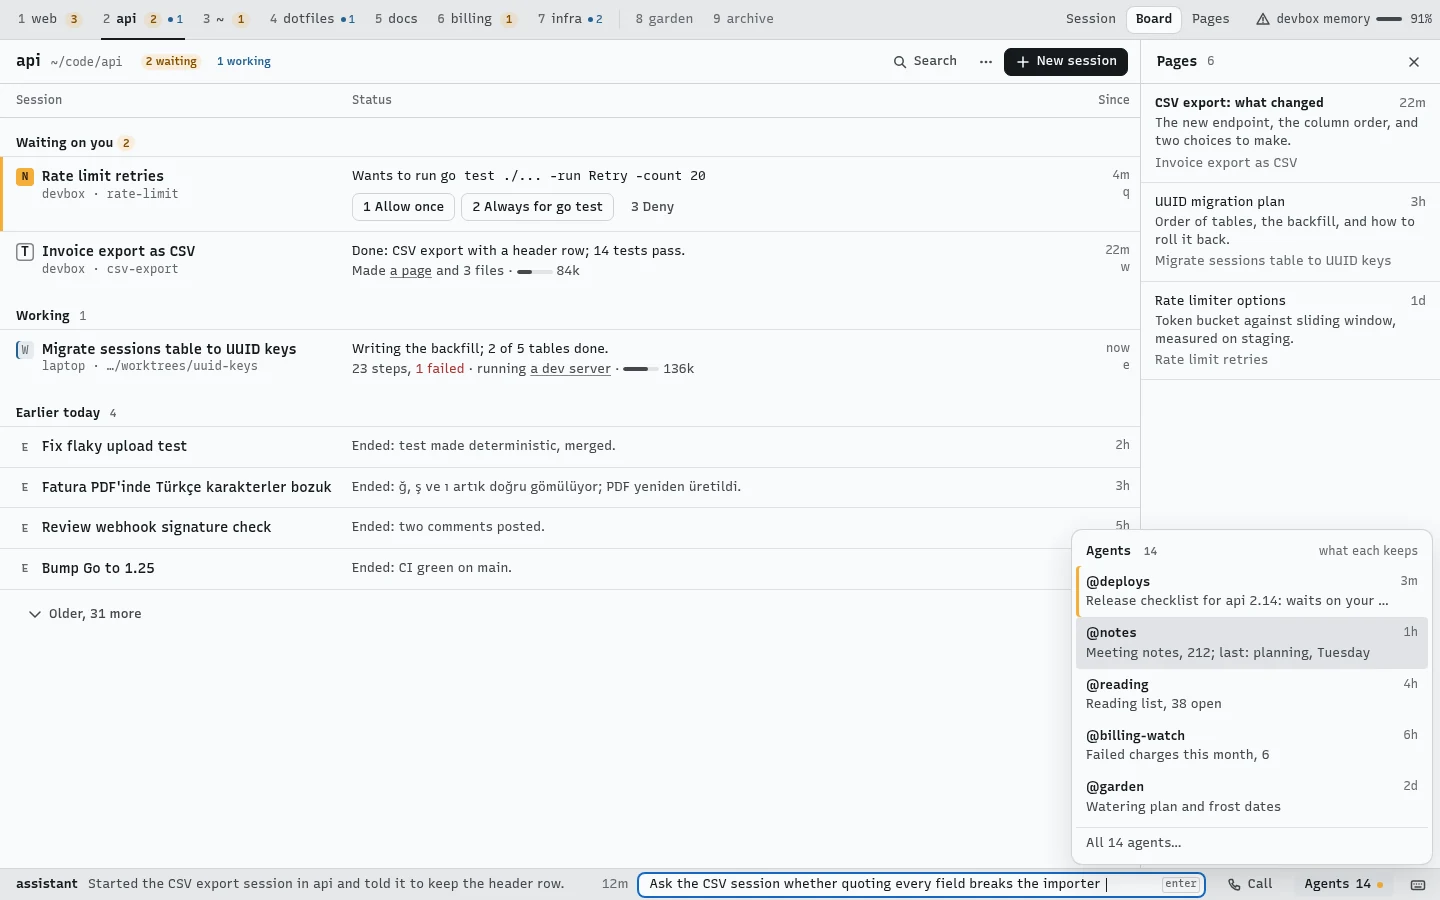 1 web 3 2 api 2 •1 3 ~ 1 4 dotfiles •1 5 docs 6 billing 1 7 infra •2 8 garden 9 archive Session Board Pages devbox memory 91%
api ~/code/api 2 waiting 1 working Search ··· + New session
Session Status Since
Waiting on you 2
N Rate limit retries Wants to run go test ./... -run Retry -count 20 4m
devbox · rate-limit q
1 Allow once 2 Always for go test 3 Deny
T Invoice export as CSV Done: CSV export with a header row; 14 tests pass. 22m
devbox · csv-export Made a page and 3 files · 84k w
Working 1
W Migrate sessions table to UUID keys Writing the backfill; 2 of 5 tables done. now
laptop · …/worktrees/uuid-keys 23 steps, 1 failed · running a dev server · 136k e
Earlier today 4
E Fix flaky upload test Ended: test made deterministic, merged. 2h
E Fatura PDF'inde Türkçe karakterler bozuk Ended: ğ, ş ve ı artık doğru gömülüyor; PDF yeniden üretildi. 3h
E Review webhook signature check Ended: two comments posted. 5h
E Bump Go to 1.25 Ended: CI green on main.
Older, 31 more
Pages 6
CSV export: what changed 22m
The new endpoint, the column order, and
two choices to make.
Invoice export as CSV
UUID migration plan 3h
Order of tables, the backfill, and how to
roll it back.
Migrate sessions table to UUID keys
Rate limiter options 1d
Token bucket against sliding window,
measured on staging.
Rate limit retries
Agents 14 what each keeps
@deploys 3m
Release checklist for api 2.14: waits on your …
@notes 1h
Meeting notes, 212; last: planning, Tuesday
@reading 4h
Reading list, 38 open
@billing-watch 6h
Failed charges this month, 6
@garden 2d
Watering plan and frost dates
All 14 agents…
assistant Started the CSV export session in api and told it to keep the header row. 12m Ask the CSV session whether quoting every field breaks the importer enter Call Agents 14